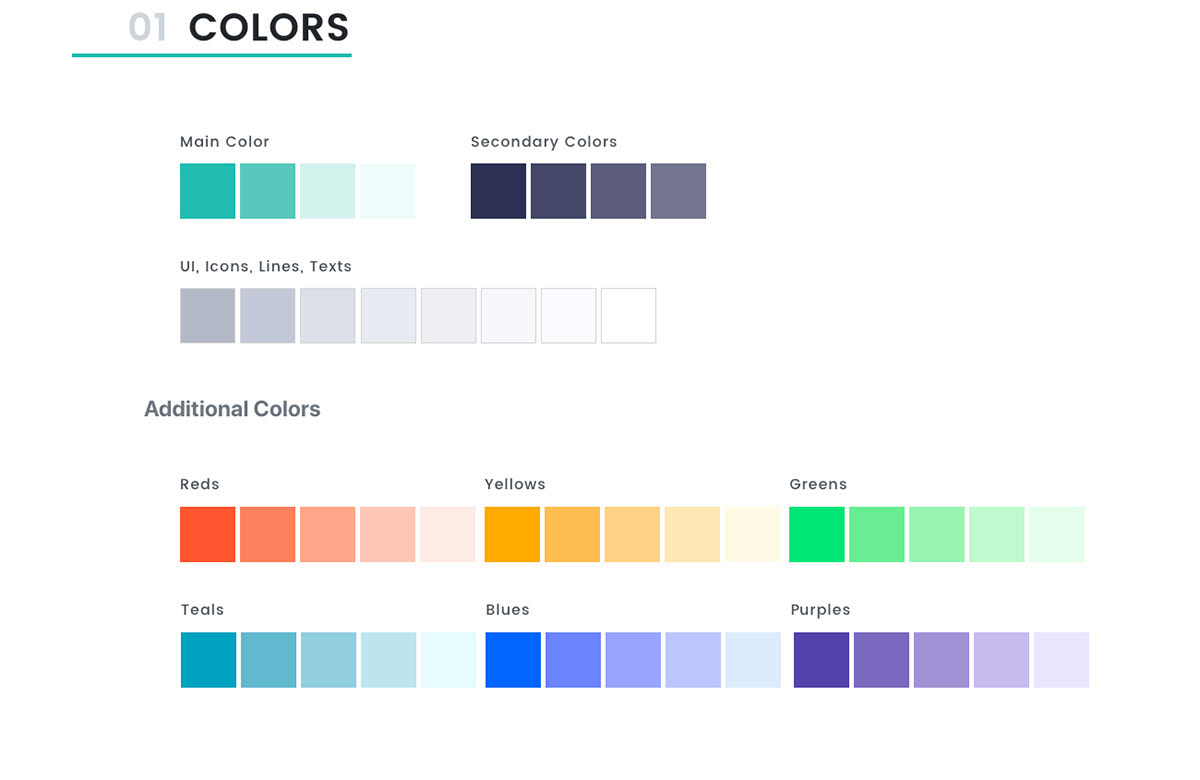 01 COLORS
Main Color
Secondary Colors
UI, Icons, Lines, Texts
Additional Colors
Reds
Yellows
Greens
Teals
Blues
Purples